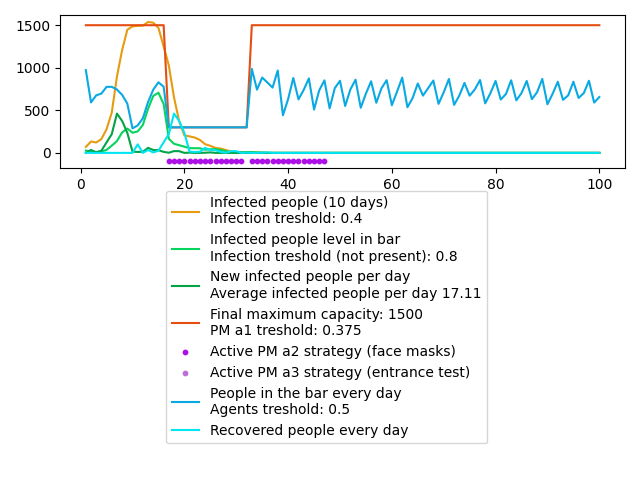 1500
1000
500
0
0 20 40 60 80 100
Infected people (10 days)
Infection treshold: 0.4
Infected people level in bar
Infection treshold (not present): 0.8
New infected people per day
Average infected people per day 17.11
Final maximum capacity: 1500
PM a1 treshold: 0.375
Active PM a2 strategy (face masks)
Active PM a3 strategy (entrance test)
People in the bar every day
Agents treshold: 0.5
Recovered people every day